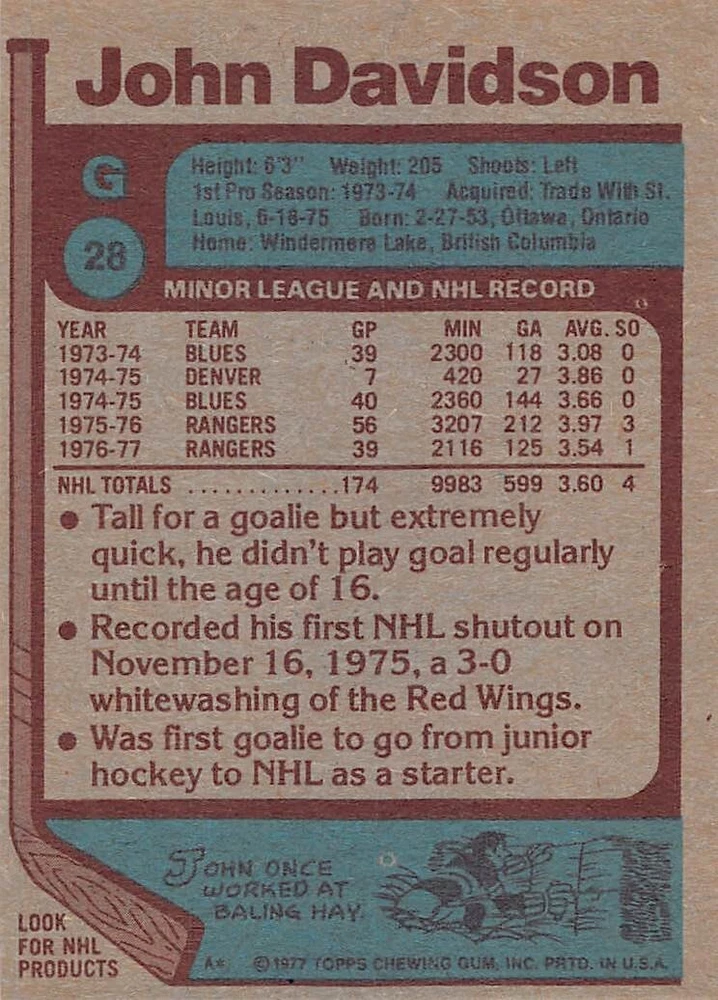 John Davidson
G
28
Height: 6'3" Weight: 205 Shoots: Left
1st Pro Season: 1973-74 Acquired: Trade With St.
Louis, 6-18-75 Born: 2-27-53, Ottawa, Ontario
Home: Windermere Lake, British Columbia
MINOR LEAGUE AND NHL RECORD
YEAR TEAM GP MIN GA AVG. SO
1973-74 BLUES 39 2300 118 3.08 0
1974-75 DENVER 7 420 27 3.86 0
1974-75 BLUES 40 2360 144 3.66 0
1975-76 RANGERS 56 3207 212 3.97 3
1976-77 RANGERS 39 2116 125 3.54 1
NHL TOTALS ..............174 9983 599 3.60 4
● Tall for a goalie but extremely
quick, he didn't play goal regularly
until the age of 16.
● Recorded his first NHL shutout on
November 16, 1975, a 3-0
whitewashing of the Red Wings.
● Was first goalie to go from junior
hockey to NHL as a starter.
JOHN ONCE
WORKED AT
BALING HAY.
LOOK
FOR NHL
PRODUCTS
A* ©1977 TOPPS CHEWING GUM, INC. PRTD. IN U.S.A.